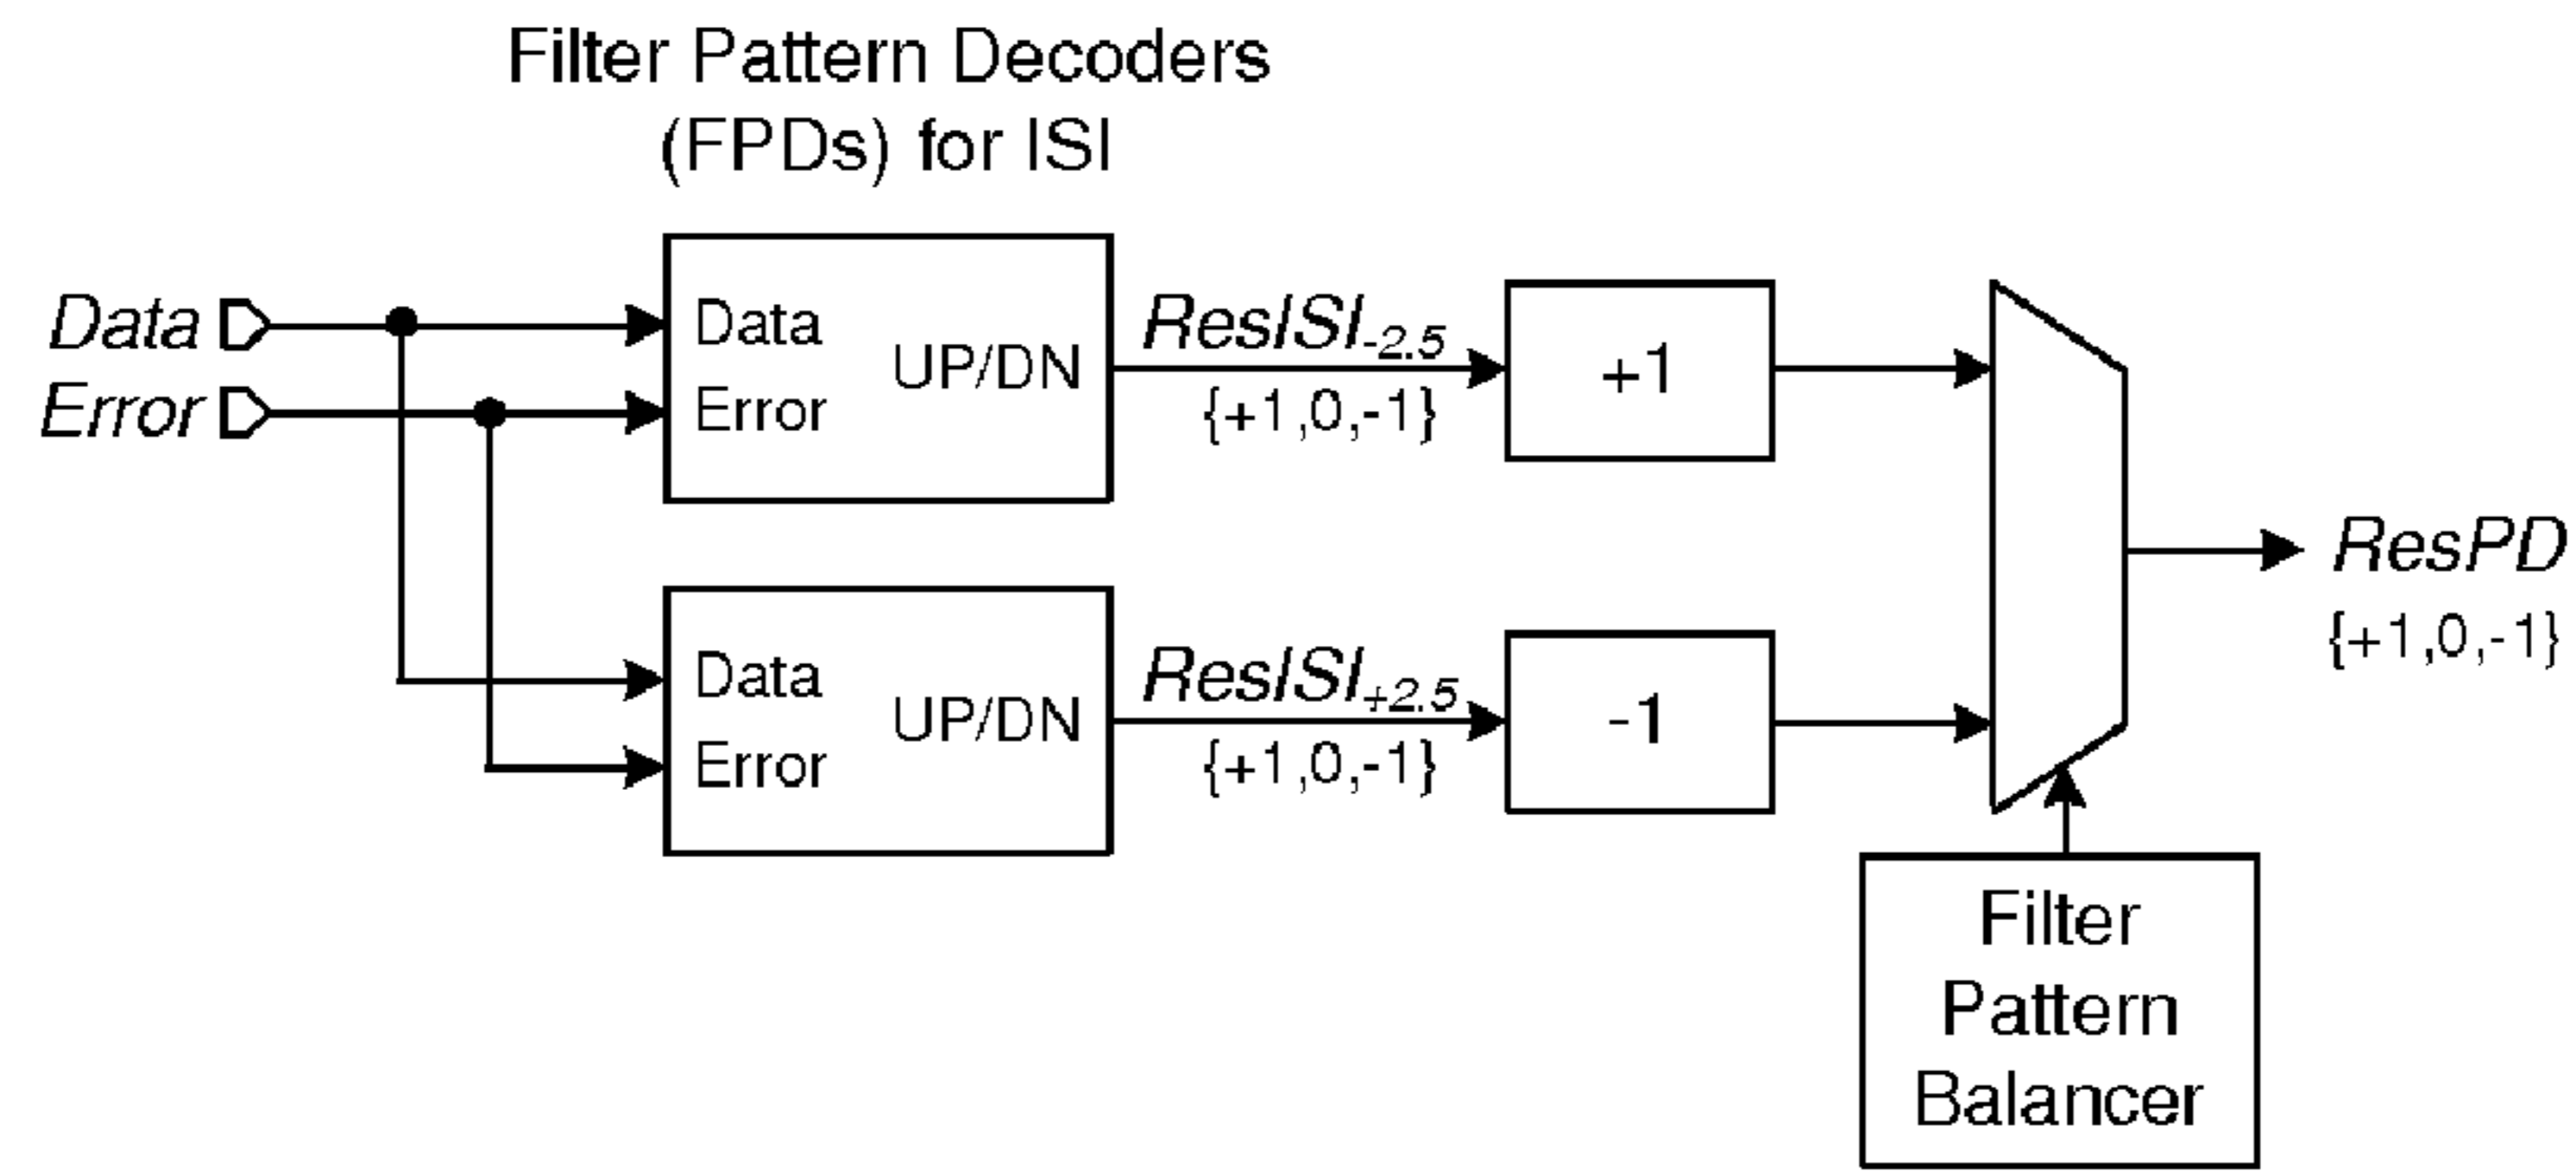 Filter Pattern Decoders
(FPDs) for ISI
Data
Error
Data
UP/DN
Error
ResISI-2.5
{+1,0,-1}
+1
Data
UP/DN
Error
ResISI+2.5
{+1,0,-1}
-1
ResPD
{+1,0,-1}
Filter
Pattern
Balancer